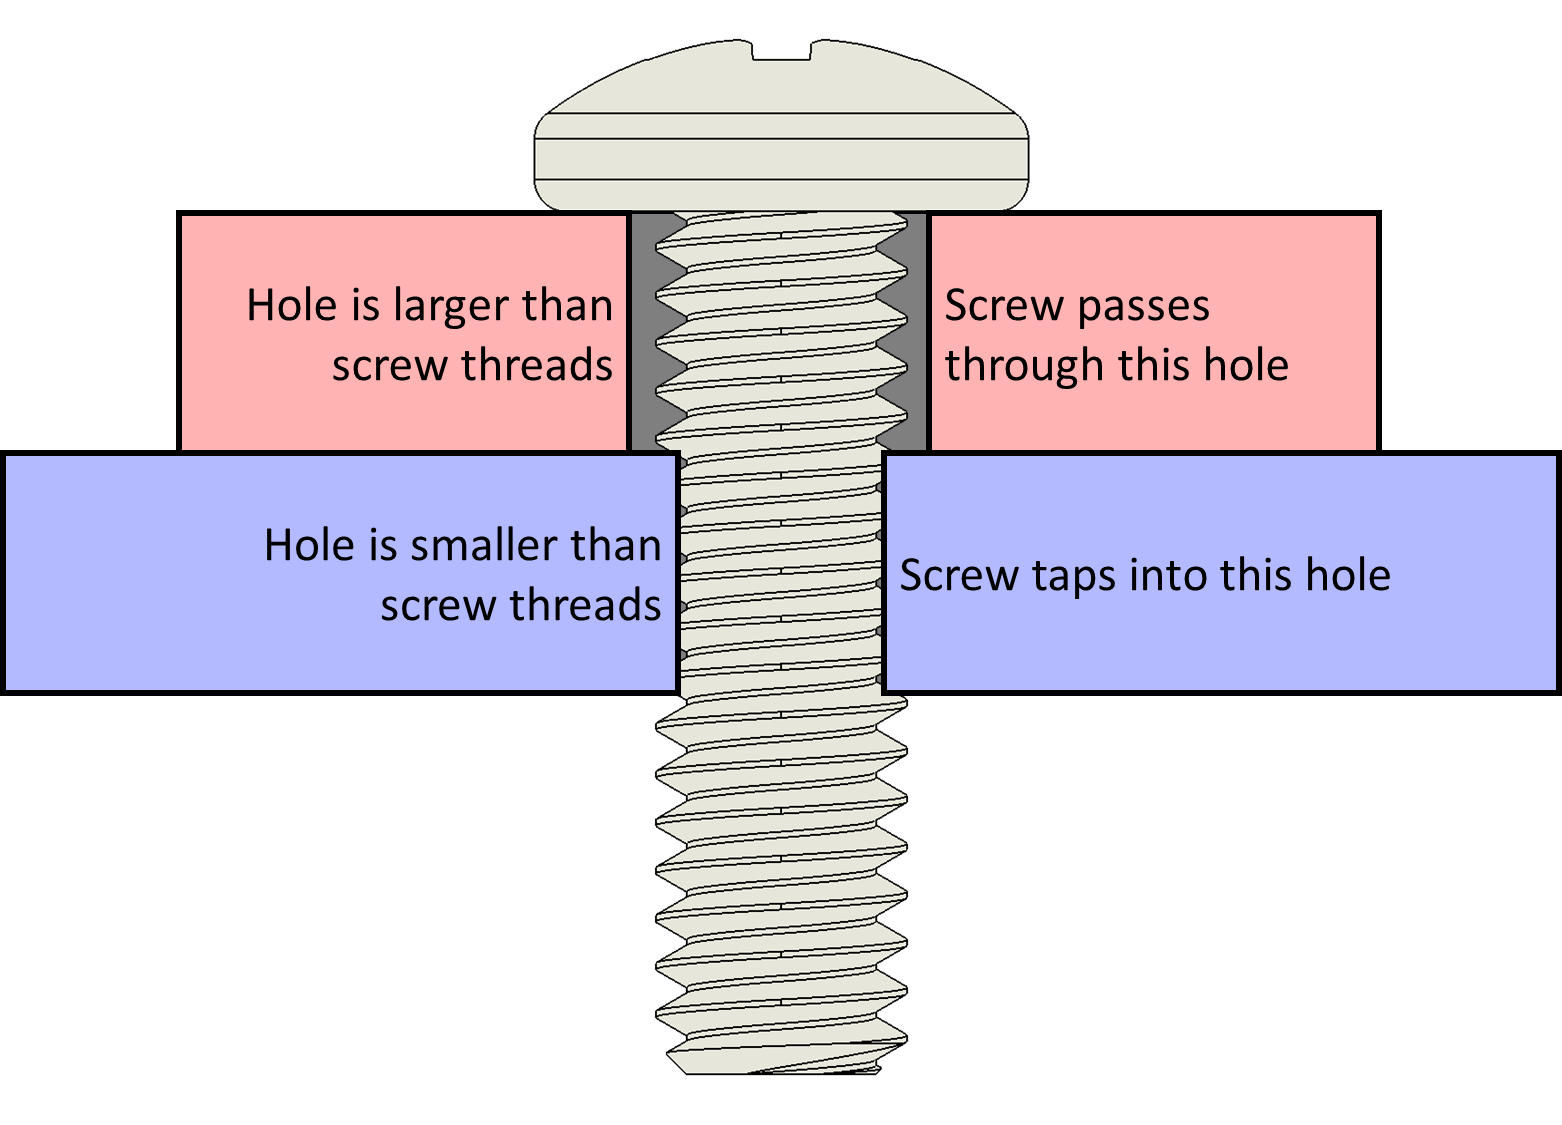 Hole is larger than
screw threads
Screw passes
through this hole
Hole is smaller than
screw threads
Screw taps into this hole